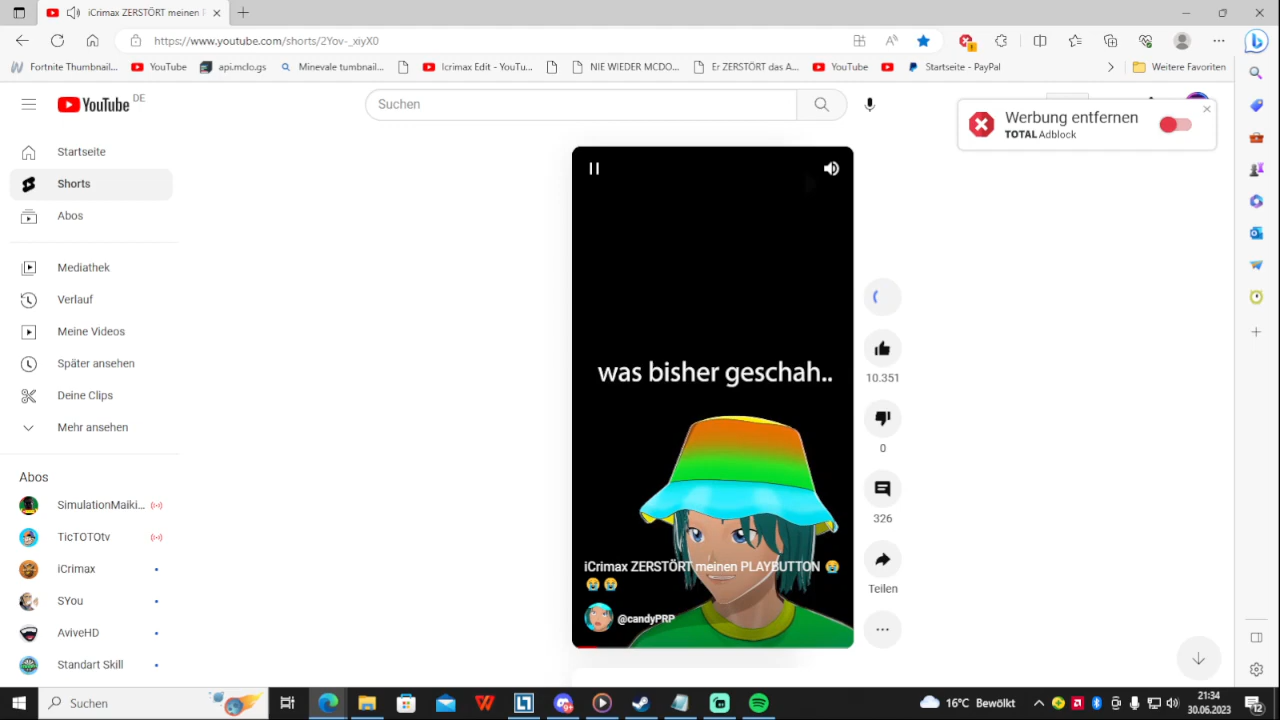 iCrimax ZERSTÖRT meinen P
https://www.youtube.com/shorts/2Yov-_xiyX0
Fortnite Thumbnail...
YouTube
api.mclo.gs
Minevale tumbnail...
Icrimax Edit - YouTu...
NIE WIEDER MCDO...
Er ZERSTÖRT das A...
YouTube
Startseite - PayPal
Weitere Favoriten
YouTube DE
Suchen
Werbung entfernen
TOTAL Adblock
Startseite
Shorts
Abos
Mediathek
Verlauf
Meine Videos
Später ansehen
Deine Clips
Mehr ansehen
Abos
SimulationMaiki...
TicTOTOtv
iCrimax
SYou
AviveHD
Standart Skill
was bisher geschah..
iCrimax ZERSTÖRT meinen PLAYBUTTON 😭
😭😭
@candyPRP
10.351
0
326
Teilen
Suchen
16°C Bewölkt
21:34
30.06.2023
12